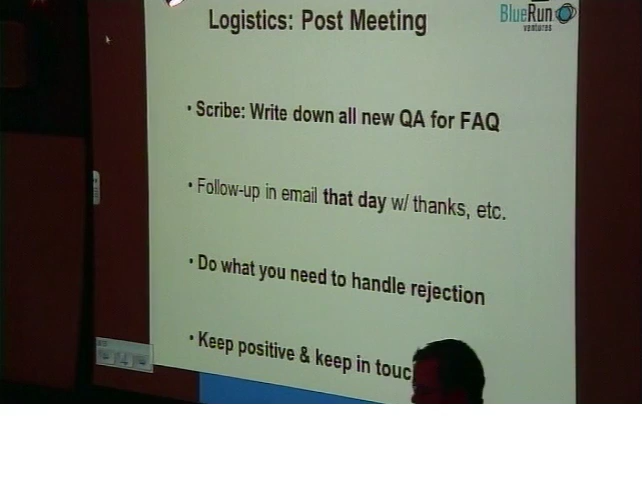 Logistics: Post Meeting
BlueRun
ventures
• Scribe: Write down all new QA for FAQ
• Follow-up in email that day w/ thanks, etc.
• Do what you need to handle rejection
• Keep positive & keep in touc